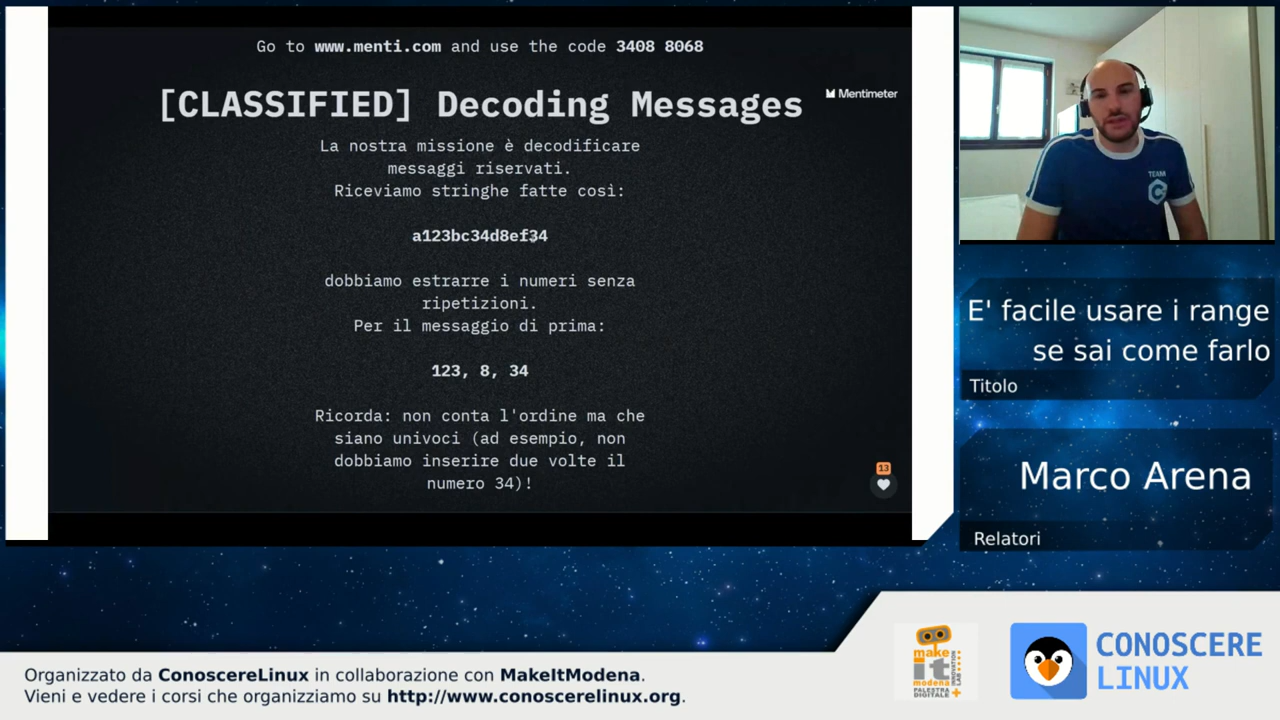 Go to www.menti.com and use the code 3408 8068
[CLASSIFIED] Decoding Messages
Mentimeter
La nostra missione è decodificare
messaggi riservati.
Riceviamo stringhe fatte così:
a123bc34d8ef34
dobbiamo estrarre i numeri senza
ripetizioni.
Per il messaggio di prima:
123, 8, 34
Ricorda: non conta l'ordine ma che
siano univoci (ad esempio, non
dobbiamo inserire due volte il
numero 34)!
13
TEAM
C
E' facile usare i range
se sai come farlo
Titolo
Marco Arena
Relatori
Organizzato da ConoscereLinux in collaborazione con MakeItModena.
Vieni e vedere i corsi che organizziamo su http://www.conoscerelinux.org.
make
it
modena
PALESTRA
DIGITALE
INNOVATION
LAB
CONOSCERE
LINUX